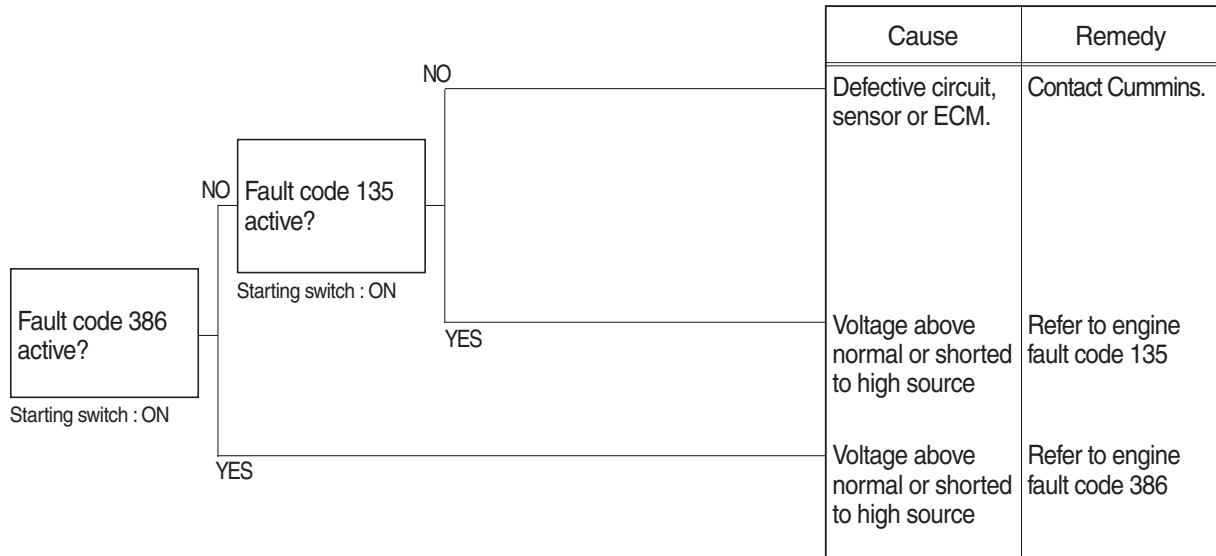 Cause
Remedy
NO
Defective circuit,
sensor or ECM.
Contact Cummins.
NO
Fault code 135
active?
Starting switch : ON
Fault code 386
active?
Starting switch : ON
YES
Voltage above
normal or shorted
to high source
Refer to engine
fault code 135
YES
Voltage above
normal or shorted
to high source
Refer to engine
fault code 386